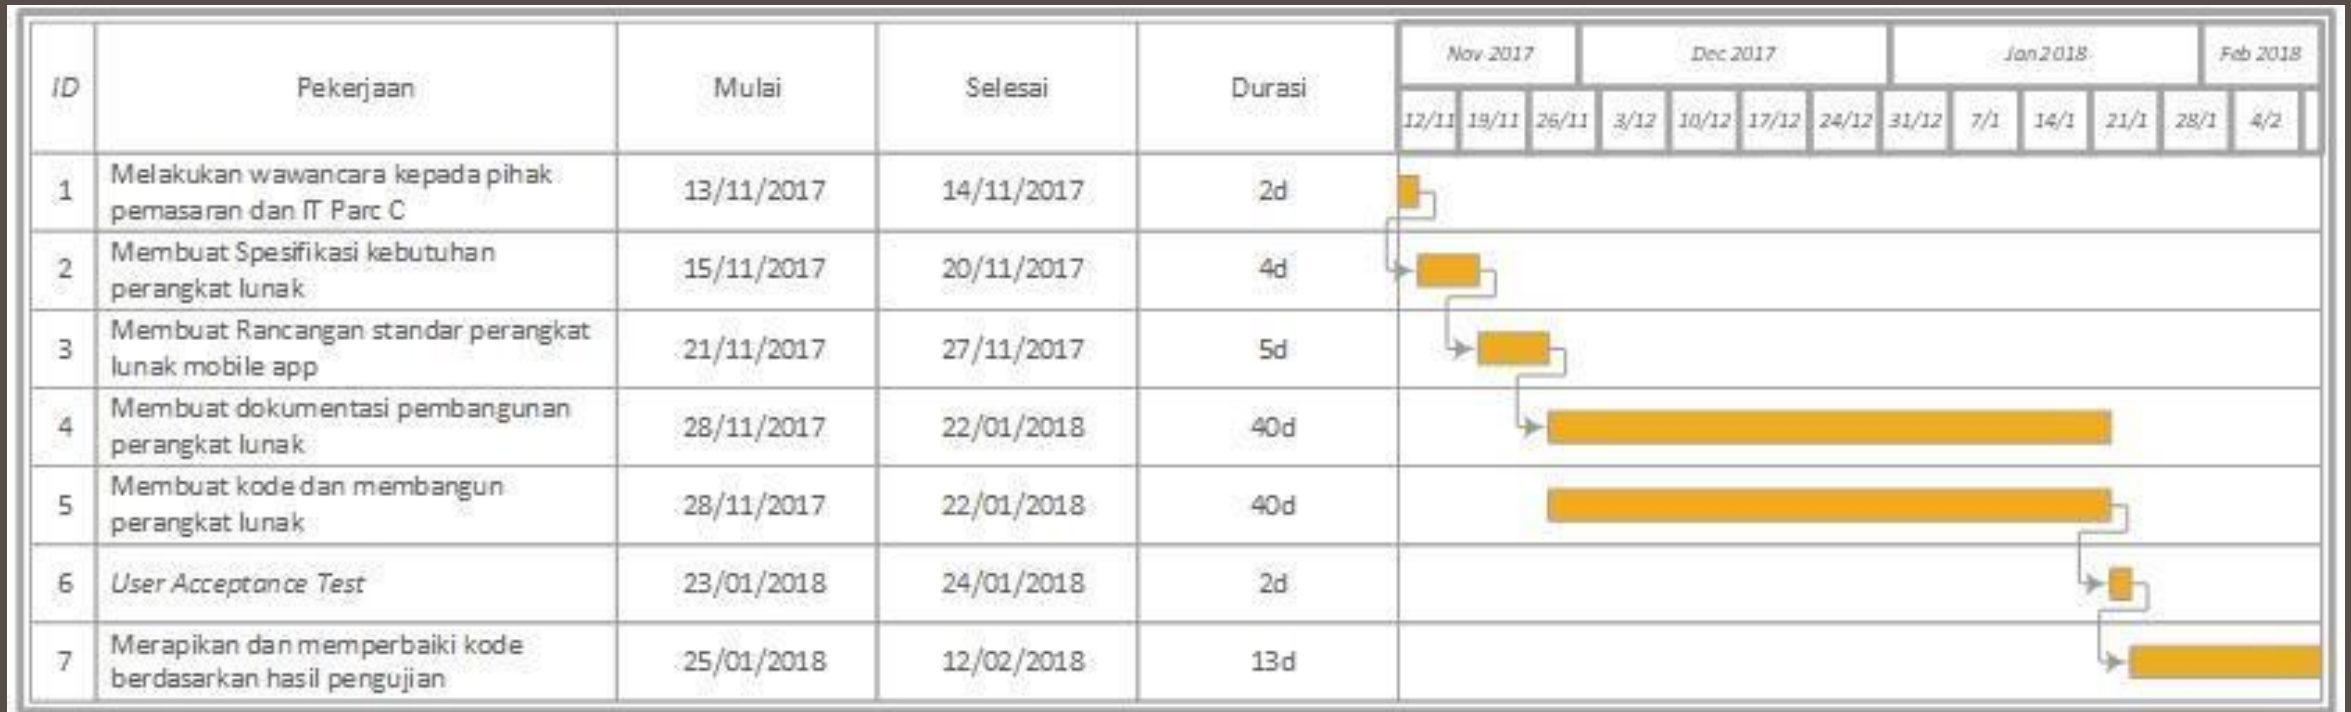 ID Pekerjaan Mulai Selesai Durasi
Nov 2017 Dec 2017 Jan 2018 Feb 2018
12/11 19/11 26/11 3/12 10/12 17/12 24/12 31/12 7/1 14/1 21/1 28/1 4/2
1 Melakukan wawancara kepada pihak
pemasaran dan IT Parc C 13/11/2017 14/11/2017 2d
2 Membuat Spesifikasi kebutuhan
perangkat lunak 15/11/2017 20/11/2017 4d
3 Membuat Rancangan standar perangkat
lunak mobile app 21/11/2017 27/11/2017 5d
4 Membuat dokumentasi pembangunan
perangkat lunak 28/11/2017 22/01/2018 40d
5 Membuat kode dan membangun
perangkat lunak 28/11/2017 22/01/2018 40d
6 User Acceptance Test 23/01/2018 24/01/2018 2d
7 Merapikan dan memperbaiki kode
berdasarkan hasil pengujian 25/01/2018 12/02/2018 13d